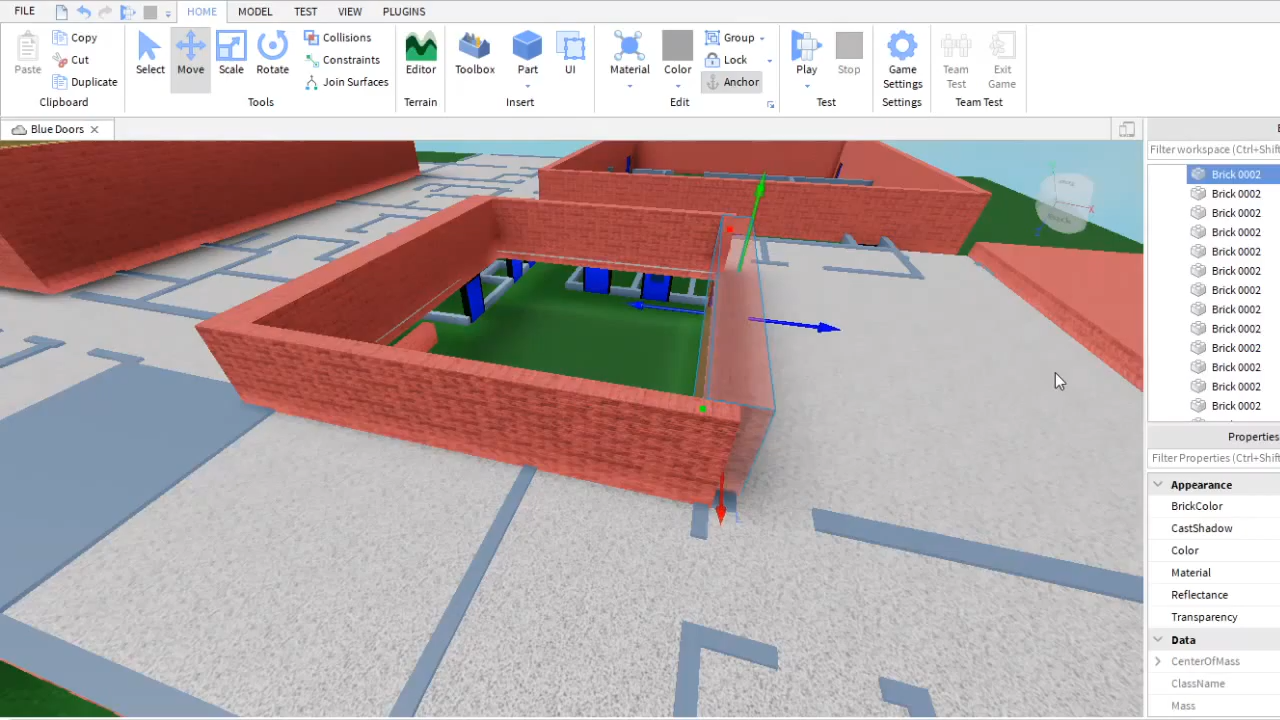 FILE HOME MODEL TEST VIEW PLUGINS
Paste Copy Cut Duplicate
Clipboard
Select Move Scale Rotate Collisions Constraints Join Surfaces
Tools
Editor
Terrain
Toolbox Part UI
Insert
Material Color Group Lock Anchor
Edit
Play Stop
Test
Game Settings
Settings
Team Test Exit Game
Team Test
Blue Doors
Filter workspace (Ctrl+Shift
Brick 0002
Brick 0002
Brick 0002
Brick 0002
Brick 0002
Brick 0002
Brick 0002
Brick 0002
Brick 0002
Brick 0002
Brick 0002
Brick 0002
Brick 0002
Properties
Filter Properties (Ctrl+Shift
Appearance
BrickColor
CastShadow
Color
Material
Reflectance
Transparency
Data
CenterOfMass
ClassName
Mass